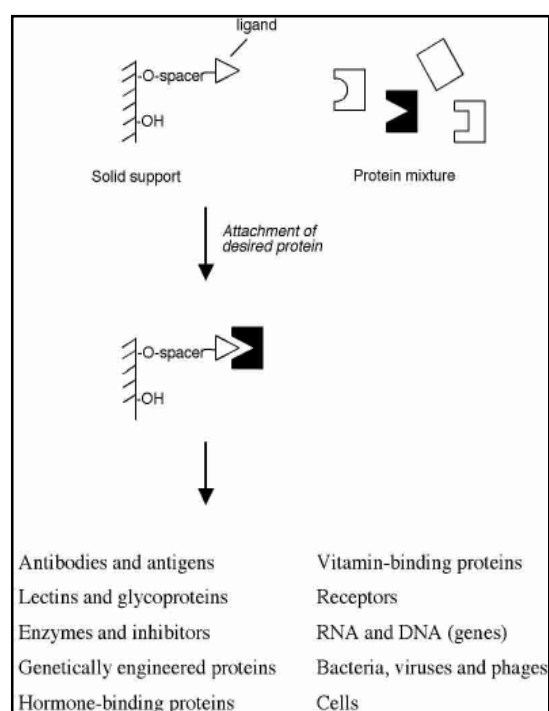 ligand
-O-spacer
-OH
Solid support
Protein mixture
Attachment of
desired protein
-O-spacer
-OH
Antibodies and antigens
Vitamin-binding proteins
Lectins and glycoproteins
Receptors
Enzymes and inhibitors
RNA and DNA (genes)
Genetically engineered proteins
Bacteria, viruses and phages
Hormone-binding proteins
Cells